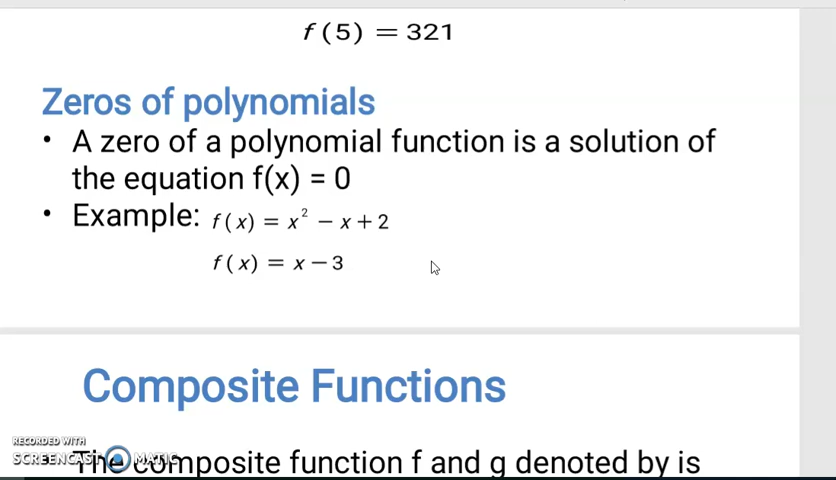 f(5) = 321
Zeros of polynomials
• A zero of a polynomial function is a solution of
the equation f(x) = 0
• Example: f(x) = x² − x + 2
f(x) = x − 3
Composite Functions
RECORDED WITH
SCREENCAST MATIC
The composite function f and g denoted by is